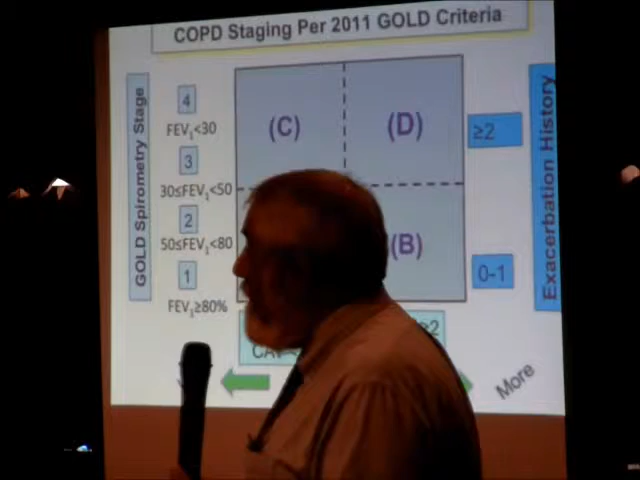 COPD Staging Per 2011 GOLD Criteria
GOLD Spirometry Stage
4
FEV₁<30
3
30≤FEV₁<50
2
50≤FEV₁<80
1
FEV₁≥80%
(C)
(D)
(B)
≥2
0-1
Exacerbation History
≥2
CAT
More